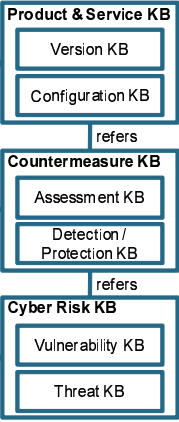 Product & Service KB
Version KB
Configuration KB
refers
Countermeasure KB
Assessment KB
Detection /
Protection KB
refers
Cyber Risk KB
Vulnerability KB
Threat KB